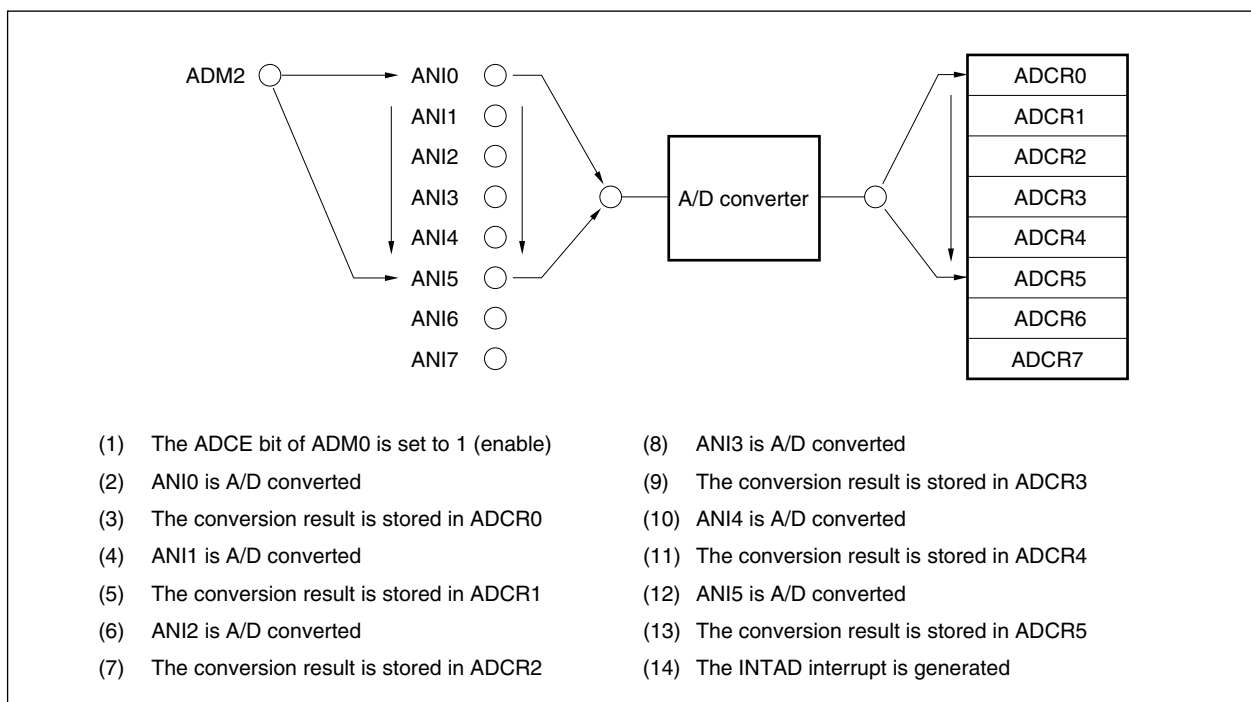 ADM2
ANI0
ANI1
ANI2
ANI3
ANI4
ANI5
ANI6
ANI7
A/D converter
ADCR0
ADCR1
ADCR2
ADCR3
ADCR4
ADCR5
ADCR6
ADCR7
(1) The ADCE bit of ADM0 is set to 1 (enable)
(2) ANI0 is A/D converted
(3) The conversion result is stored in ADCR0
(4) ANI1 is A/D converted
(5) The conversion result is stored in ADCR1
(6) ANI2 is A/D converted
(7) The conversion result is stored in ADCR2
(8) ANI3 is A/D converted
(9) The conversion result is stored in ADCR3
(10) ANI4 is A/D converted
(11) The conversion result is stored in ADCR4
(12) ANI5 is A/D converted
(13) The conversion result is stored in ADCR5
(14) The INTAD interrupt is generated